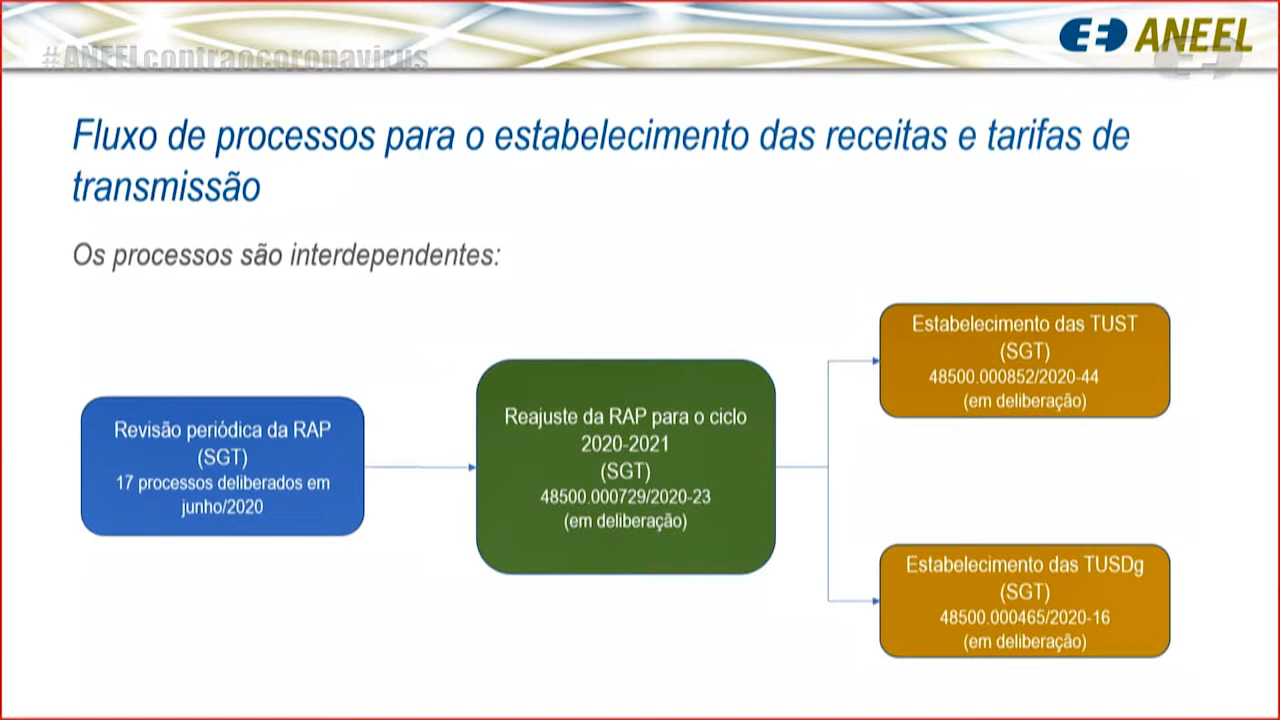 #ANEELcontraocoronavirus
ANEEL
Fluxo de processos para o estabelecimento das receitas e tarifas de
transmissão
Os processos são interdependentes:
Revisão periódica da RAP
(SGT)
17 processos deliberados em
junho/2020
Reajuste da RAP para o ciclo
2020-2021
(SGT)
48500.000729/2020-23
(em deliberação)
Estabelecimento das TUST
(SGT)
48500.000852/2020-44
(em deliberação)
Estabelecimento das TUSDg
(SGT)
48500.000465/2020-16
(em deliberação)